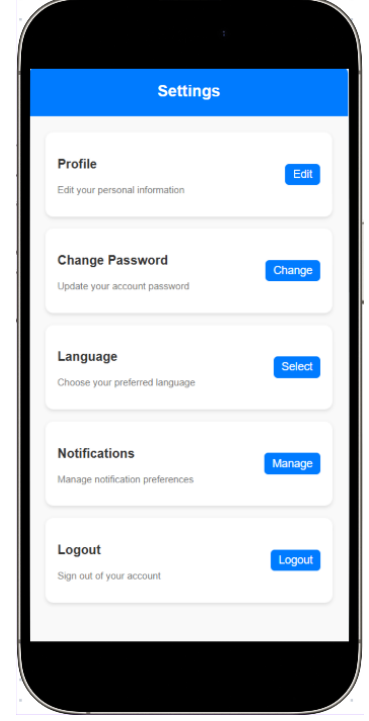 Settings
Profile
Edit your personal information
Edit
Change Password
Update your account password
Change
Language
Choose your preferred language
Select
Notifications
Manage notification preferences
Manage
Logout
Sign out of your account
Logout